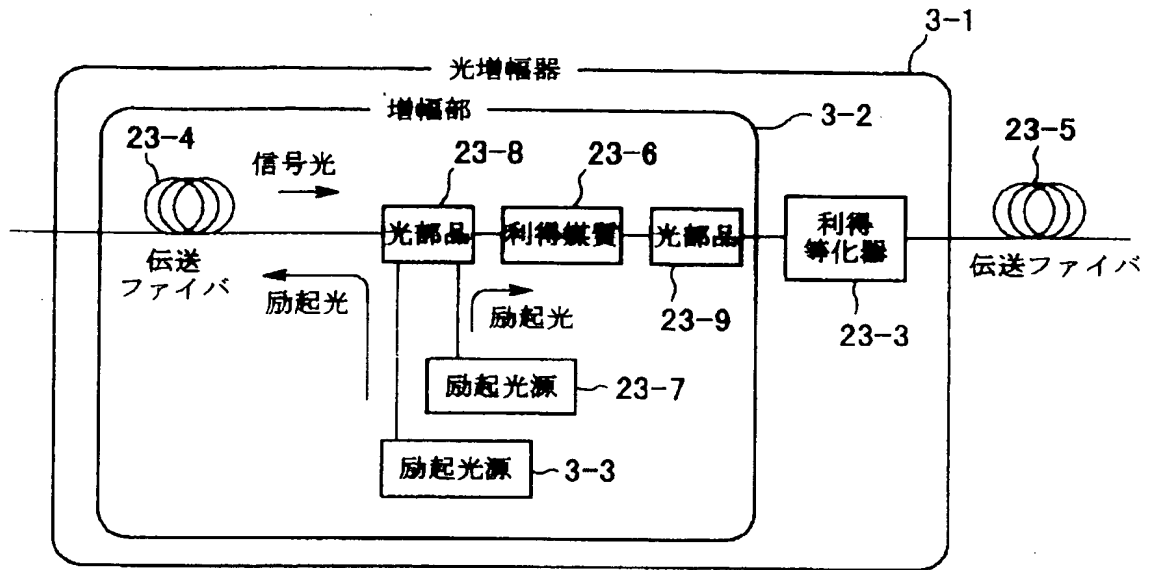 3-1
光増幅器
増幅部
3-2
23-4
信号光
23-8
23-6
23-5
光部品
利得媒質
光部品
利得
等化器
伝送
ファイバ
伝送ファイバ
励起光
励起光
23-9
23-3
励起光源
23-7
励起光源
3-3